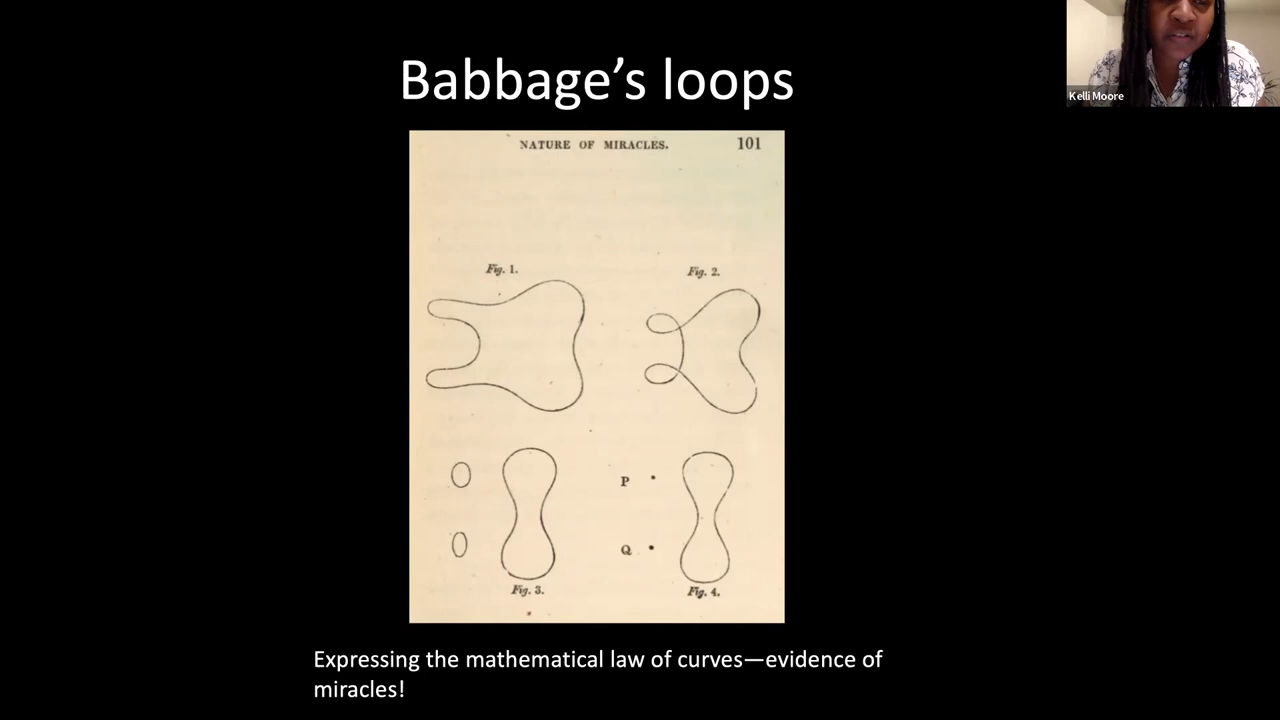 Babbage’s loops
Kelli Moore
NATURE OF MIRACLES. 101
Fig. 1. Fig. 2.
P
Q
Fig. 3. Fig. 4.
Expressing the mathematical law of curves—evidence of
miracles!